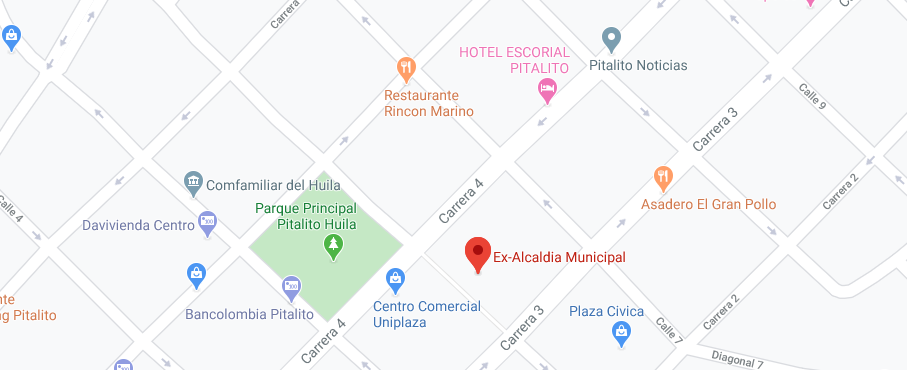 Carrera
HOTEL ESCORIAL
PITALITO
Pitalito Noticias
Restaurante
Rincon Marino
Calle 9
Carrera 3
Comfamiliar del Huila
Carrera 4
Asadero El Gran Pollo
Carrera 2
Calle 4
Parque Principal
Pitalito Huila
Davivienda Centro
Ex-Alcaldia Municipal
nte
ng Pitalito
Bancolombia Pitalito
Centro Comercial
Uniplaza
Plaza Civica
Carrera 2
Carrera 4
Carrera 3
Calle 7
Diagonal 7